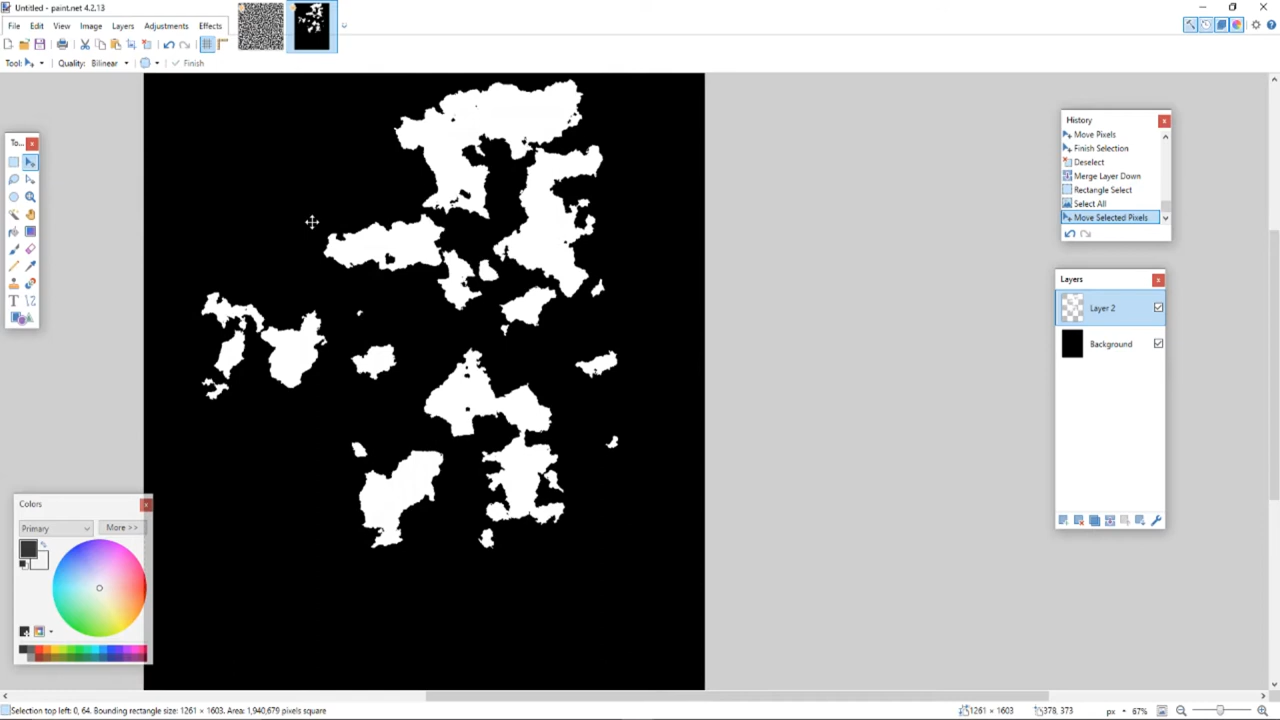 Untitled - paint.net 4.2.13
File Edit View Image Layers Adjustments Effects
Tool: Quality: Bilinear Finish
To...
History
Move Pixels
Finish Selection
Deselect
Merge Layer Down
Rectangle Select
Select All
Move Selected Pixels
Layers
Layer 2
Background
Colors
Primary More >>
Selection top left: 0, 64. Bounding rectangle size: 1261 × 1603. Area: 1,940,679 pixels square 1261 × 1603 378, 373 px 67%